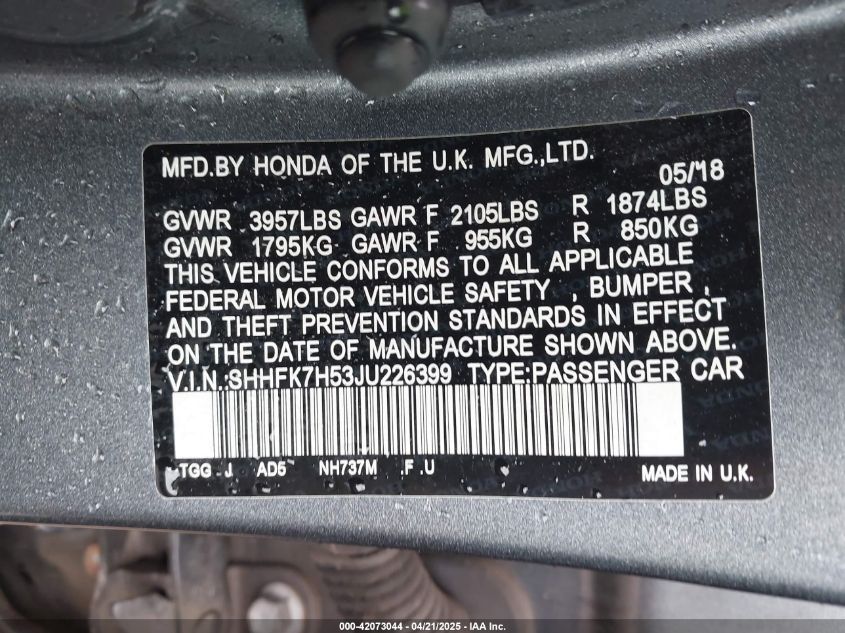 MFD.BY HONDA OF THE U.K. MFG.,LTD.
05/'18
GVWR 3957LBS GAWR F 2105LBS R 1874LBS
GVWR 1795KG GAWR F 955KG R 850KG
THIS VEHICLE CONFORMS TO ALL APPLICABLE
FEDERAL MOTOR VEHICLE SAFETY , BUMPER ,
AND THEFT PREVENTION STANDARDS IN EFFECT
ON THE DATE OF MANUFACTURE SHOWN ABOVE.
V.I.N.:SHHFK7H53JU226399 TYPE:PASSENGER CAR
TGG J AD5 NH737M .F .U MADE IN U.K.
000-42073044 - 04/21/2025 - IAA Inc.